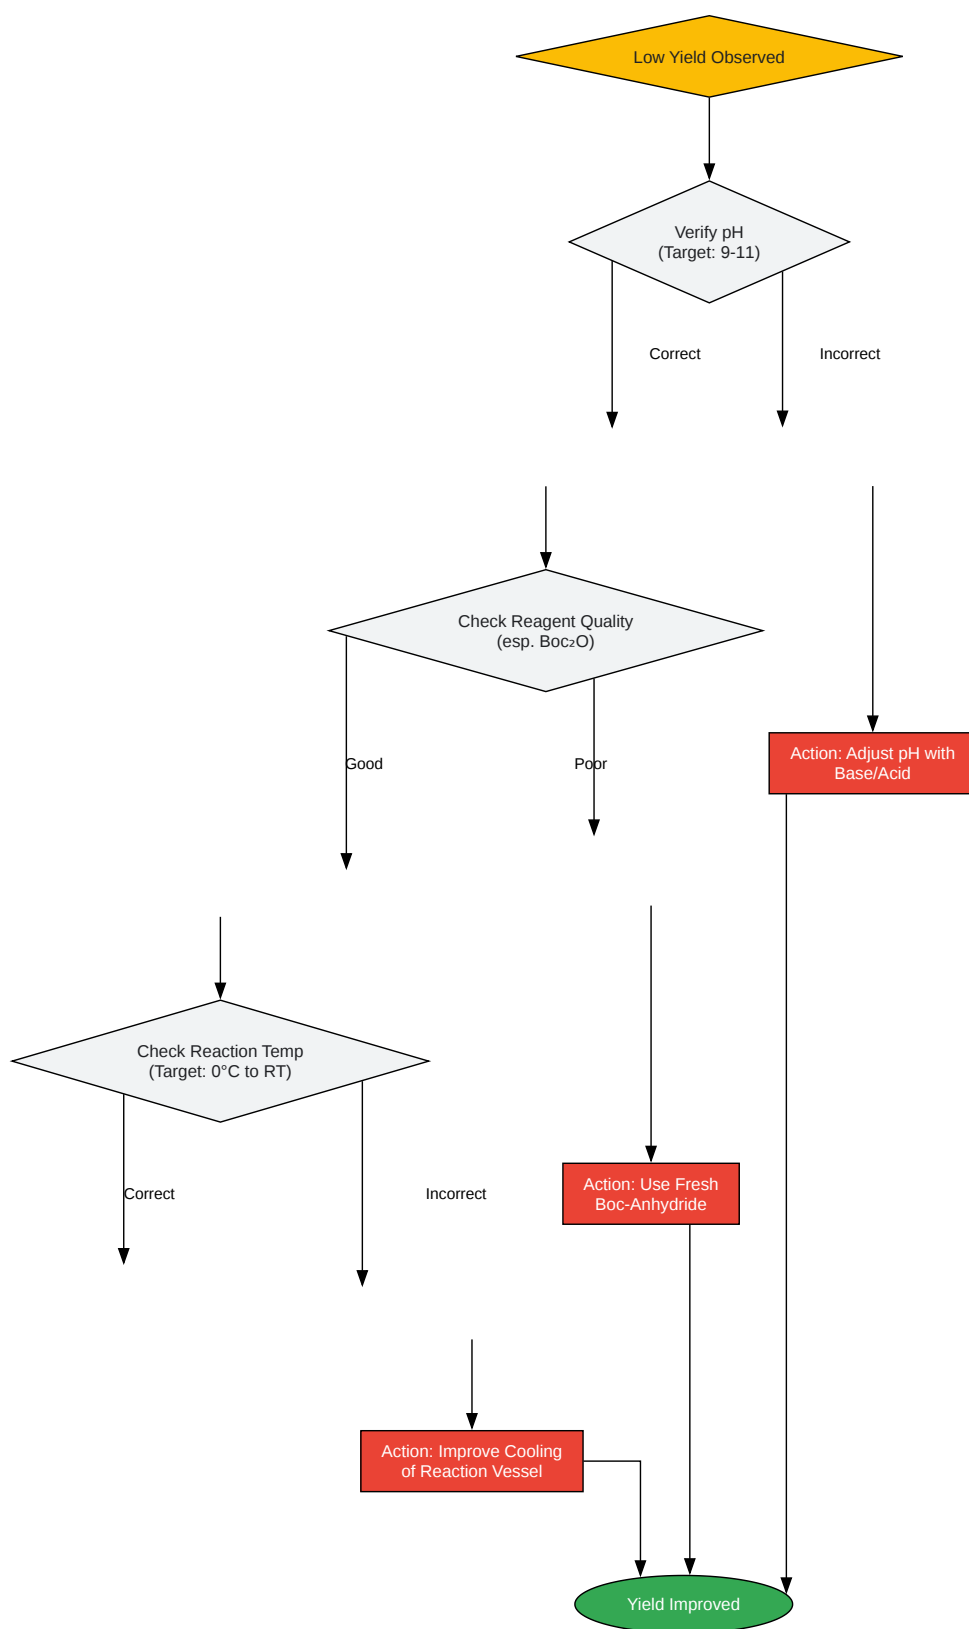 Low Yield Observed
Verify pH
(Target: 9-11)
Correct
Incorrect
Check Reagent Quality
(esp. Boc₂O)
Good
Poor
Action: Adjust pH with
Base/Acid
Check Reaction Temp
(Target: 0°C to RT)
Correct
Incorrect
Action: Use Fresh
Boc-Anhydride
Action: Improve Cooling
of Reaction Vessel
Yield Improved